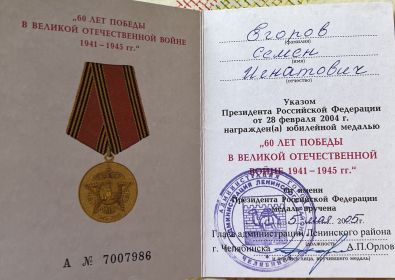 „60 ЛЕТ ПОБЕДЫ
В ВЕЛИКОЙ ОТЕЧЕСТВЕННОЙ ВОЙНЕ
1941–1945 гг.“
А № 7007986
Егоров
(фамилия)
Семен
(имя)
Игнатович
(отчество)
Указом
Президента Российской Федерации
от 28 февраля 2004 г.
награжден(а) юбилейной медалью
„60 ЛЕТ ПОБЕДЫ
В ВЕЛИКОЙ ОТЕЧЕСТВЕННОЙ
ВОЙНЕ 1941–1945 гг.“
От имени
Президента Российской Федерации
медаль вручена
5 мая 2005г.
Глава администрации Ленинского района
г. Челябинска А.П.Орлов